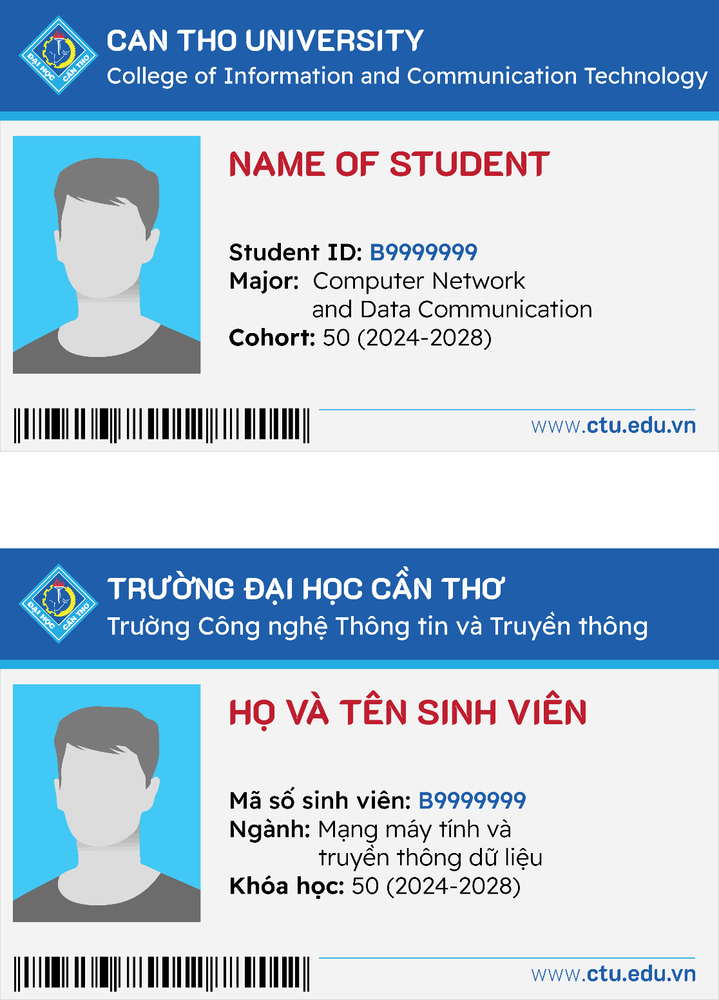 ĐẠI HỌC CẦN THƠ
CAN THO UNIVERSITY
College of Information and Communication Technology
NAME OF STUDENT
Student ID: B9999999
Major: Computer Network
and Data Communication
Cohort: 50 (2024-2028)
www.ctu.edu.vn
ĐẠI HỌC CẦN THƠ
TRƯỜNG ĐẠI HỌC CẦN THƠ
Trường Công nghệ Thông tin và Truyền thông
HỌ VÀ TÊN SINH VIÊN
Mã số sinh viên: B9999999
Ngành: Mạng máy tính và
truyền thông dữ liệu
Khóa học: 50 (2024-2028)
www.ctu.edu.vn